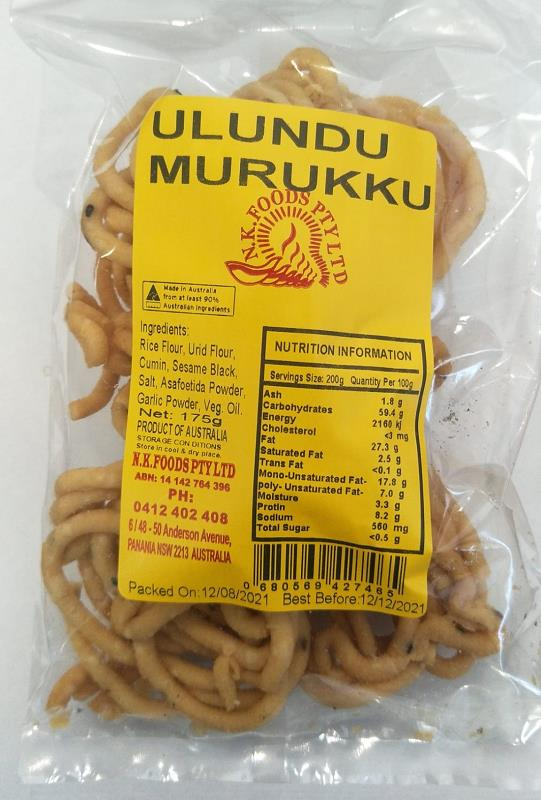 ULUNDU
MURUKKU
N.K.FOODS PTY LTD
Made in Australia
from at least 90%
Australian ingredients
Ingredients:
Rice Flour, Urid Flour,
Cumin, Sesame Black,
Salt, Asafoetida Powder,
Garlic Powder, Veg. Oil.
Net: 175g
PRODUCT OF AUSTRALIA
STORAGE CONDITIONS
Store in cool & dry place.
N.K.FOODS PTY LTD
ABN: 14 142 764 396
PH:
0412 402 408
6/48-50 Anderson Avenue,
PANANIA NSW 2213 AUSTRALIA
NUTRITION INFORMATION
Servings Size: 200g Quantity Per 100g
Ash 1.8 g
Carbohydrates 59.4 g
Energy 2160 kj
Cholesterol <3 mg
Fat 27.3 g
Saturated Fat 2.5 g
Trans Fat <0.1 g
Mono-Unsaturated Fat- 17.8 g
poly- Unsaturated Fat- 7.0 g
Moisture 3.3 g
Protin 8.2 g
Sodium 560 mg
Total Sugar <0.5 g
0 680569 427465
Packed On:12/08/2021 Best Before:12/12/2021